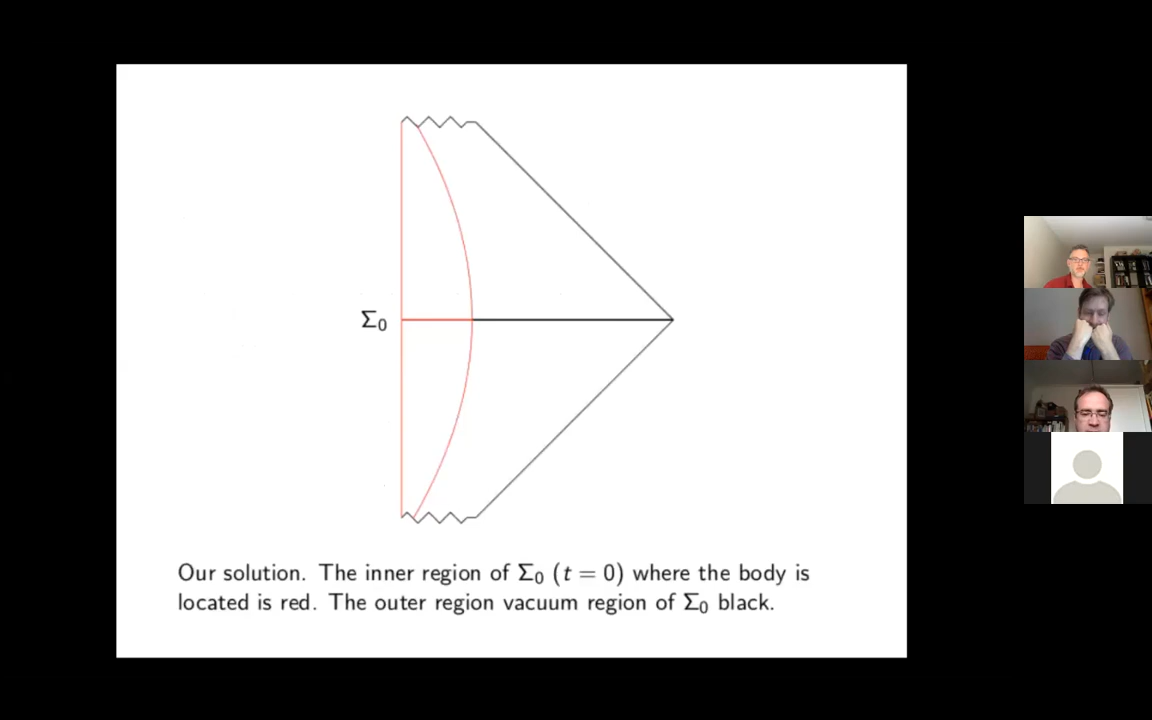 Σ₀
Our solution. The inner region of Σ₀ (t = 0) where the body is
located is red. The outer region vacuum region of Σ₀ black.